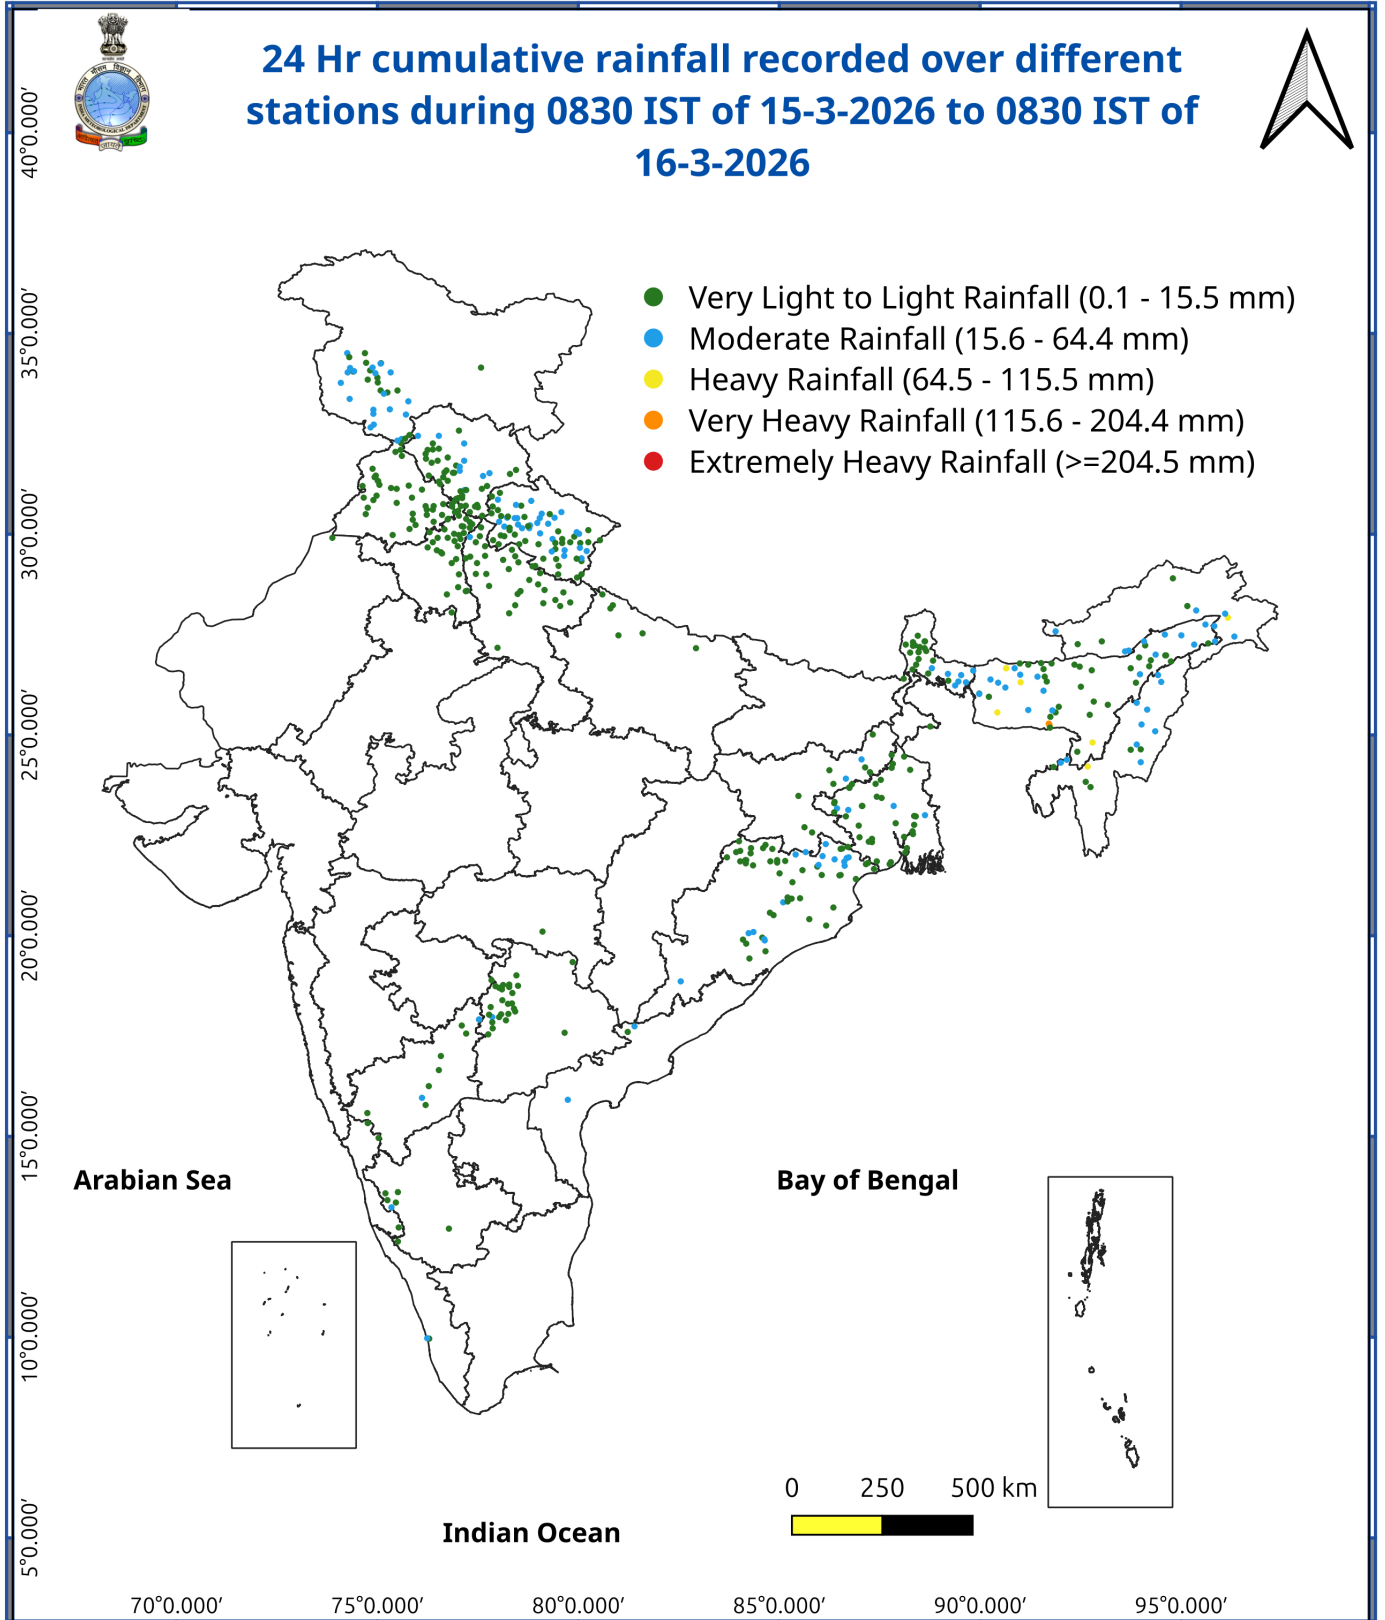 24 Hr cumulative rainfall recorded over different
stations during 0830 IST of 15-3-2026 to 0830 IST of
16-3-2026
Very Light to Light Rainfall (0.1 - 15.5 mm)
Moderate Rainfall (15.6 - 64.4 mm)
Heavy Rainfall (64.5 - 115.5 mm)
Very Heavy Rainfall (115.6 - 204.4 mm)
Extremely Heavy Rainfall (>=204.5 mm)
40°0.000′
35°0.000′
30°0.000′
25°0.000′
20°0.000′
15°0.000′
10°0.000′
5°0.000′
Arabian Sea
Bay of Bengal
Indian Ocean
0 250 500 km
70°0.000′ 75°0.000′ 80°0.000′ 85°0.000′ 90°0.000′ 95°0.000′